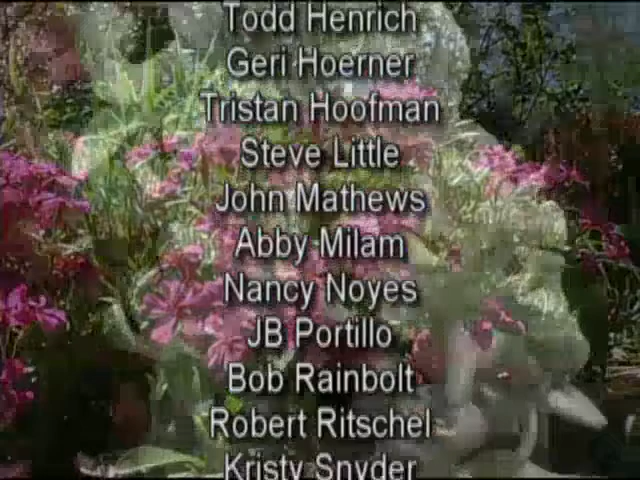 Todd Henrich
Geri Hoerner
Tristan Hoofman
Steve Little
John Mathews
Abby Milam
Nancy Noyes
JB Portillo
Bob Rainbolt
Robert Ritschel
Kristy Snyder